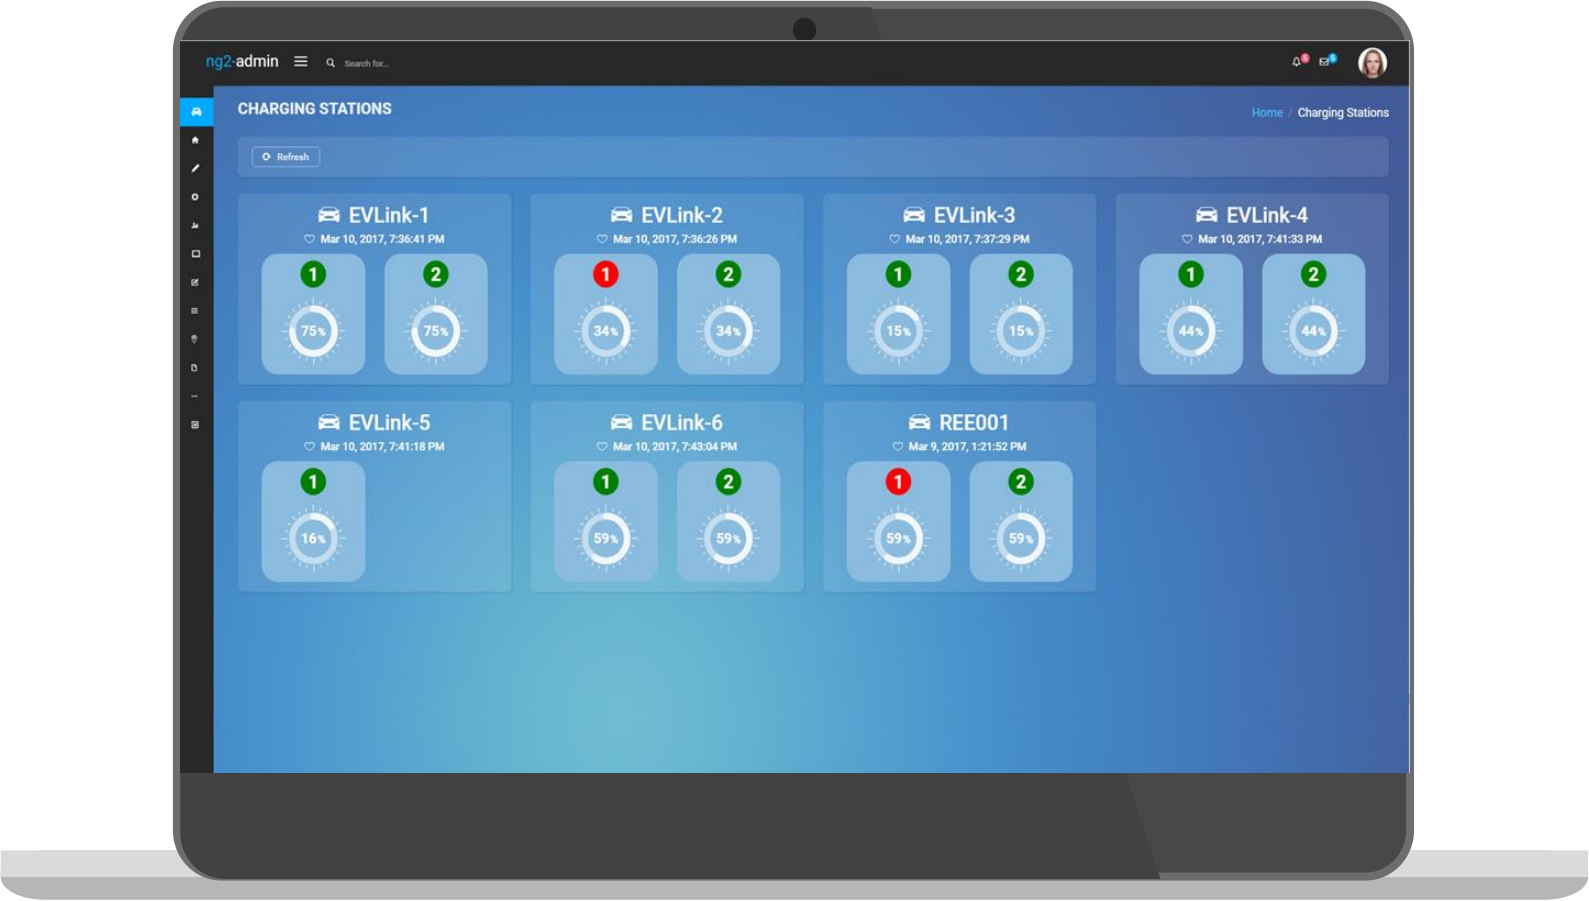 ng2-admin
Search for...
5
5
CHARGING STATIONS
Home / Charging Stations
Refresh
EVLink-1
Mar 10, 2017, 7:36:41 PM
1 2
75% 75%
EVLink-2
Mar 10, 2017, 7:36:26 PM
1 2
34% 34%
EVLink-3
Mar 10, 2017, 7:37:29 PM
1 2
15% 15%
EVLink-4
Mar 10, 2017, 7:41:33 PM
1 2
44% 44%
EVLink-5
Mar 10, 2017, 7:41:18 PM
1
16%
EVLink-6
Mar 10, 2017, 7:43:04 PM
1 2
59% 59%
REE001
Mar 9, 2017, 1:21:52 PM
1 2
59% 59%